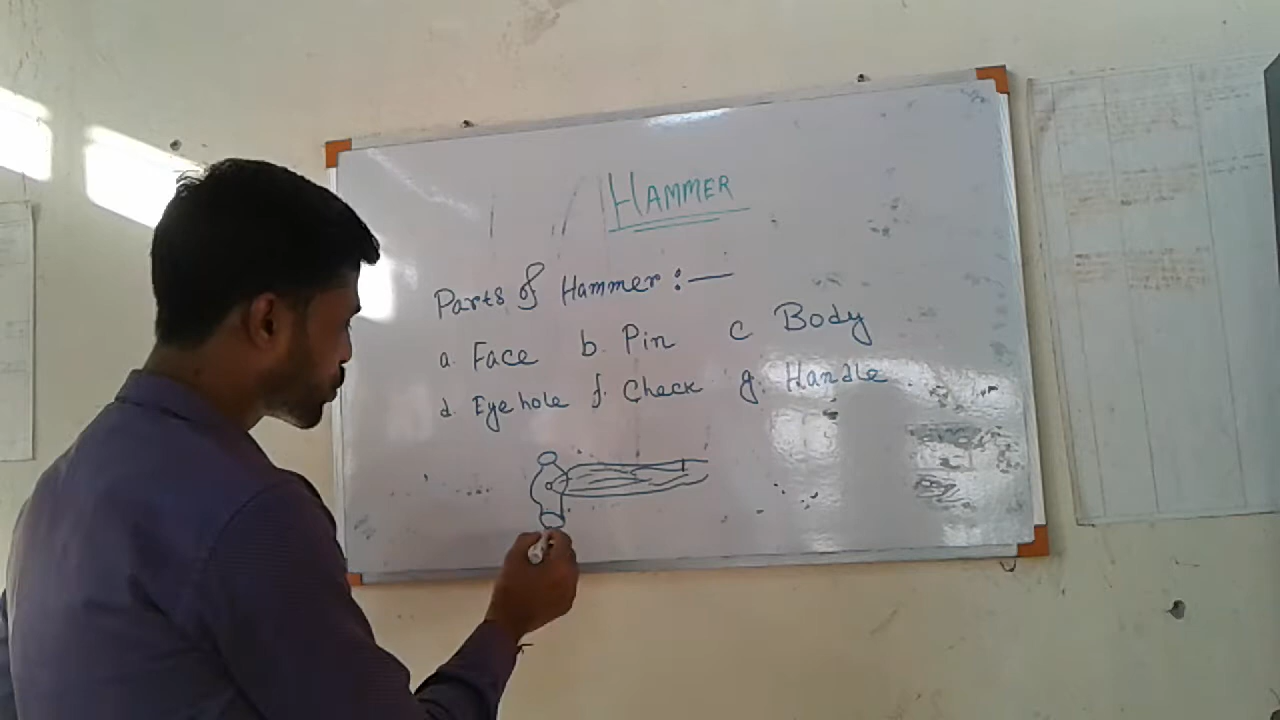 HAMMER
Parts of Hammer :—
a. Face b. Pin c Body
d. Eye hole f. Check g. Handle